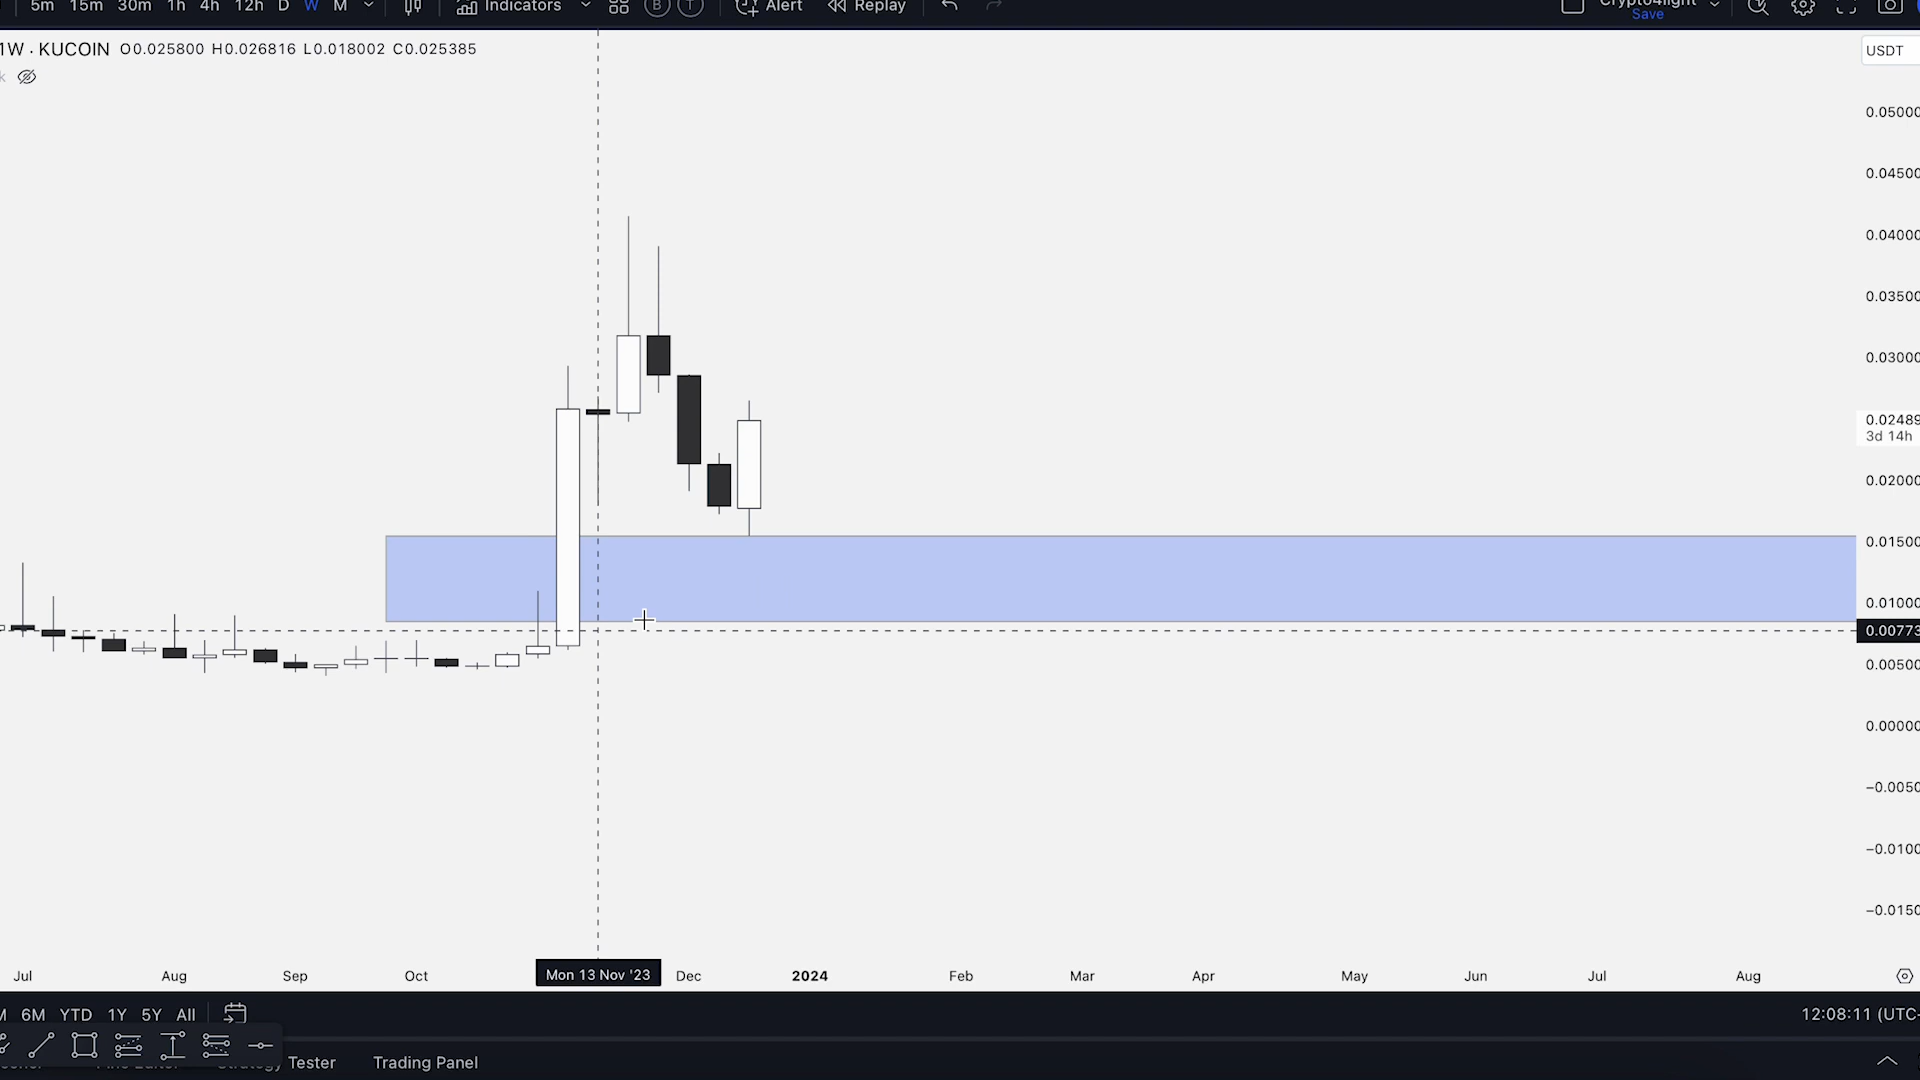 5m 15m 30m 1h 4h 12h D W M Indicators B T Alert Replay
Save
1W · KUCOIN O0.025800 H0.026816 L0.018002 C0.025385
USDT
0.05000
0.04500
0.04000
0.03500
0.03000
0.02489
3d 14h
0.02000
0.01500
0.01000
0.00773
0.00500
0.00000
−0.0050
−0.0100
−0.0150
Jul Aug Sep Oct Mon 13 Nov '23 Dec 2024 Feb Mar Apr May Jun Jul Aug
6M YTD 1Y 5Y All
12:08:11 (UTC-
Tester Trading Panel